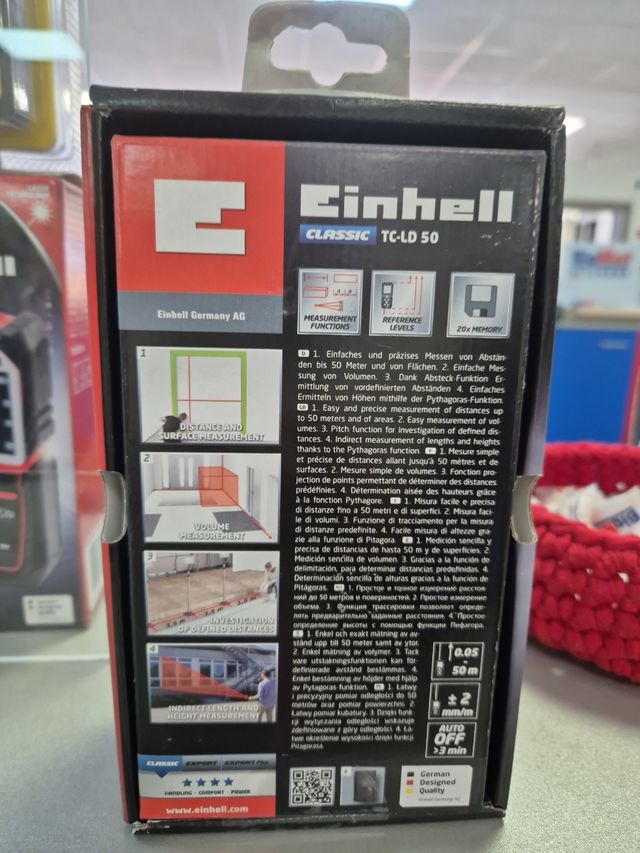 Einhell
CLASSIC TC-LD 50
Einhell Germany AG
MEASUREMENT
FUNCTIONS
REFERENCE
LEVELS
20x MEMORY
1
DISTANCE AND
SURFACE MEASUREMENT
2
VOLUME
MEASUREMENT
3
INVESTIGATION
OF DEFINED DISTANCES
4
INDIRECT LENGTH AND
HEIGHT MEASUREMENT
D 1. Einfaches und präzises Messen von Abstän-
den bis 50 Meter und von Flächen. 2. Einfache Mes-
sung von Volumen. 3. Dank Absteck-Funktion Er-
mittlung von vordefinierten Abständen 4. Einfaches
Ermitteln von Höhen mithilfe der Pythagoras-Funktion.
GB 1. Easy and precise measurement of distances up
to 50 meters and of areas. 2. Easy measurement of vol-
umes. 3. Pitch function for investigation of defined dis-
tances. 4. Indirect measurement of lengths and heights
thanks to the Pythagoras function. F 1. Mesure simple
et précise de distances allant jusqu'à 50 mètres et de
surfaces. 2. Mesure simple de volumes. 3. Fonction pro-
jection de points permettant de déterminer des distances
prédéfinies. 4. Détermination aisée des hauteurs grâce
à la fonction Pythagore. I 1. Misura facile e precisa
di distanze fino a 50 metri e di superfici. 2. Misura faci-
le di volumi. 3. Funzione di tracciamento per la misura
di distanze predefinite. 4. Facile misura di altezze gra-
zie alla funzione di Pitagora. E 1. Medición sencilla y
precisa de distancias de hasta 50 m y de superficies. 2.
Medición sencilla de volumen. 3. Gracias a la función de
delimitación, para determinar distancias predefinidas. 4.
Determinación sencilla de alturas gracias a la función de
Pitágoras. 1. Простое и точное измерение расстоя-
ний до 50 метров и поверхностей. 2. Простое измерение
объема. 3. Функция трассировки позволяет опреде-
лять предварительно заданные расстояния. 4. Простое
определение высоты с помощью функции Пифагора.
S 1. Enkel och exakt mätning av av-
stånd upp till 50 meter samt av ytor.
2. Enkel mätning av volymer. 3. Tack
vare utstakningsfunktionen kan för-
definierade avstånd bestämmas. 4.
Enkel bestämning av höjder med hjälp
av Pytagoras funktion. PL 1. Łatwy
i precyzyjny pomiar odległości do 50
metrów oraz pomiar powierzchni. 2.
Łatwy pomiar kubatury. 3. Dzięki funk-
cji wytyczania odległości wskazuje
zdefiniowane z góry odległości. 4. Ła-
twe określenie wysokości dzięki funkcji
Pitagorasa.
0.05
-
50 m
± 2
mm/m
AUTO
OFF
>3 min
CLASSIC EXPERT EXPERT Plus
HANDLING · COMFORT · POWER
www.einhell.com
German
Designed
Quality
Einhell Germany AG